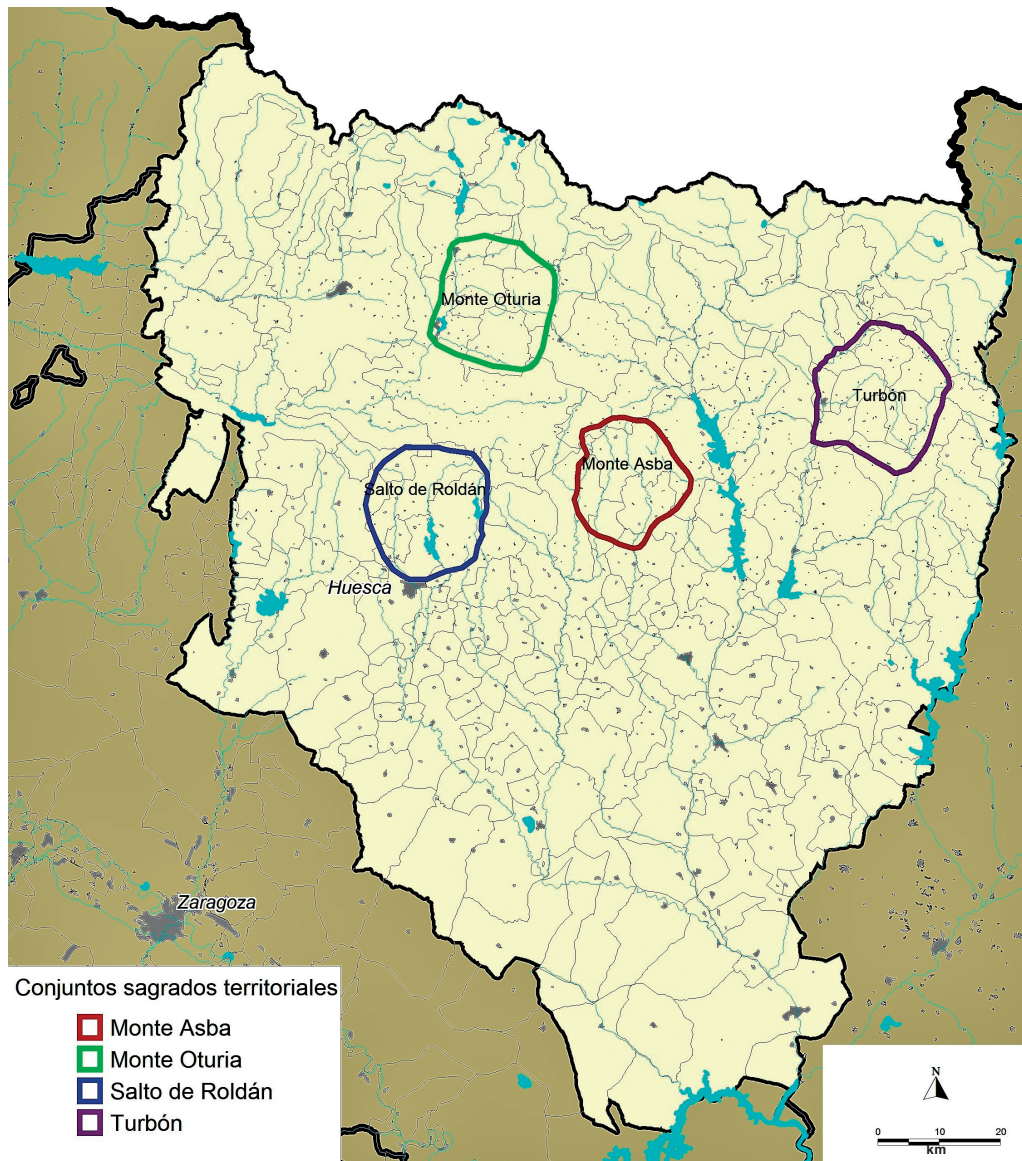 Monte Oturia
Turbón
Monte Asba
Salto de Roldán
Huesca
Zaragoza
Conjuntos sagrados territoriales
Monte Asba
Monte Oturia
Salto de Roldán
Turbón
N
0 10 20
km